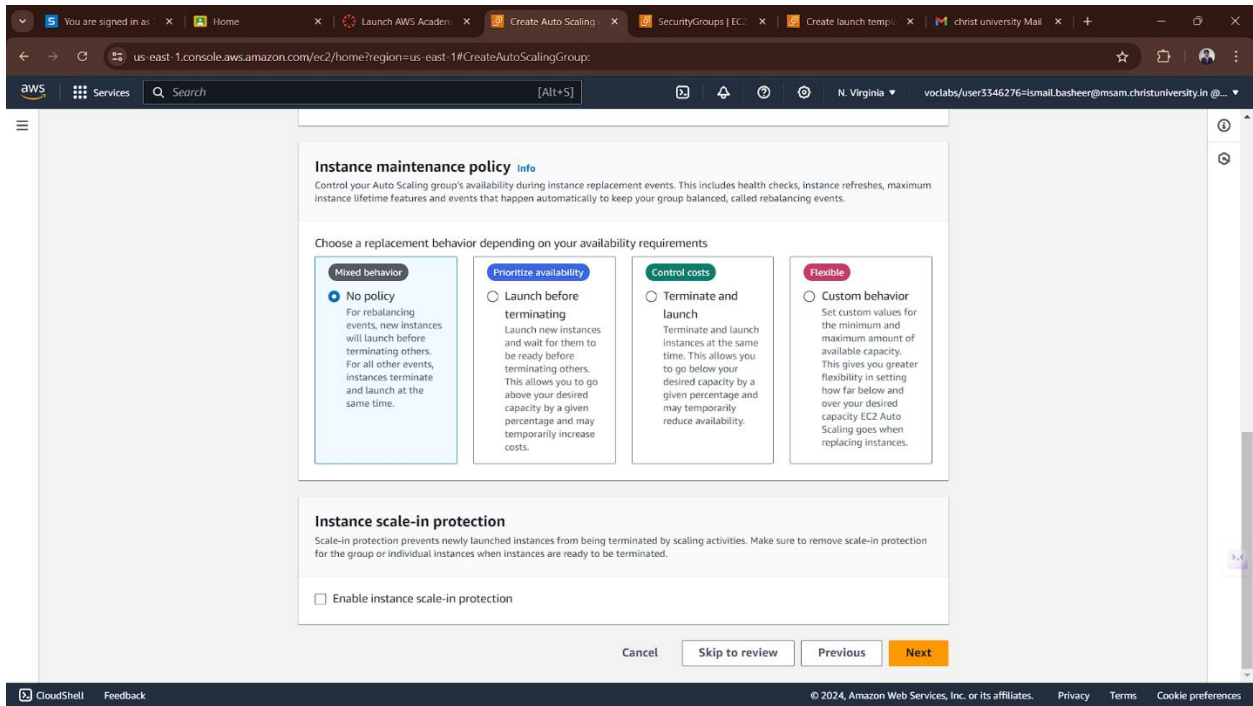 You are signed in as
Home
Launch AWS Academ
Create Auto Scaling
SecurityGroups | EC2
Create launch templ
christ university Mail
us-east-1.console.aws.amazon.com/ec2/home?region=us-east-1#CreateAutoScalingGroup:
aws
Services
Search
[Alt+S]
N. Virginia
voclabs/user3346276=ismail.basheer@msam.christuniversity.in @...
Instance maintenance policy Info
Control your Auto Scaling group's availability during instance replacement events. This includes health checks, instance refreshes, maximum
instance lifetime features and events that happen automatically to keep your group balanced, called rebalancing events.
Choose a replacement behavior depending on your availability requirements
Mixed behavior
No policy
For rebalancing
events, new instances
will launch before
terminating others.
For all other events,
instances terminate
and launch at the
same time.
Prioritize availability
Launch before
terminating
Launch new instances
and wait for them to
be ready before
terminating others.
This allows you to go
above your desired
capacity by a given
percentage and may
temporarily increase
costs.
Control costs
Terminate and
launch
Terminate and launch
instances at the same
time. This allows you
to go below your
desired capacity by a
given percentage and
may temporarily
reduce availability.
Flexible
Custom behavior
Set custom values for
the minimum and
maximum amount of
available capacity.
This gives you greater
flexibility in setting
how far below and
over your desired
capacity EC2 Auto
Scaling goes when
replacing instances.
Instance scale-in protection
Scale-in protection prevents newly launched instances from being terminated by scaling activities. Make sure to remove scale-in protection
for the group or individual instances when instances are ready to be terminated.
Enable instance scale-in protection
Cancel
Skip to review
Previous
Next
CloudShell
Feedback
© 2024, Amazon Web Services, Inc. or its affiliates.
Privacy
Terms
Cookie preferences